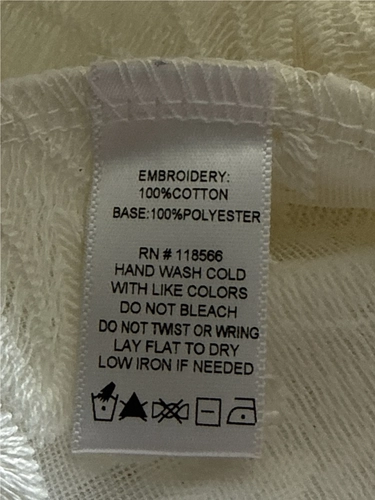 EMBROIDERY:
100%COTTON
BASE:100%POLYESTER
RN # 118566
HAND WASH COLD
WITH LIKE COLORS
DO NOT BLEACH
DO NOT TWIST OR WRING
LAY FLAT TO DRY
LOW IRON IF NEEDED